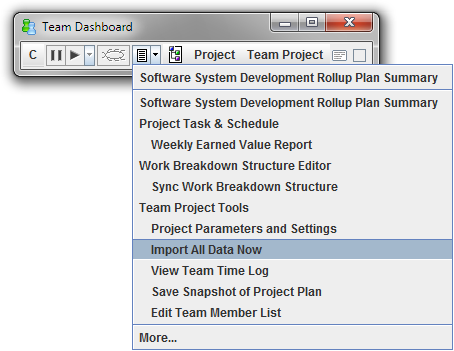 Team Dashboard
C Project Team Project
Software System Development Rollup Plan Summary
Software System Development Rollup Plan Summary
Project Task & Schedule
Weekly Earned Value Report
Work Breakdown Structure Editor
Sync Work Breakdown Structure
Team Project Tools
Project Parameters and Settings
Import All Data Now
View Team Time Log
Save Snapshot of Project Plan
Edit Team Member List
More...